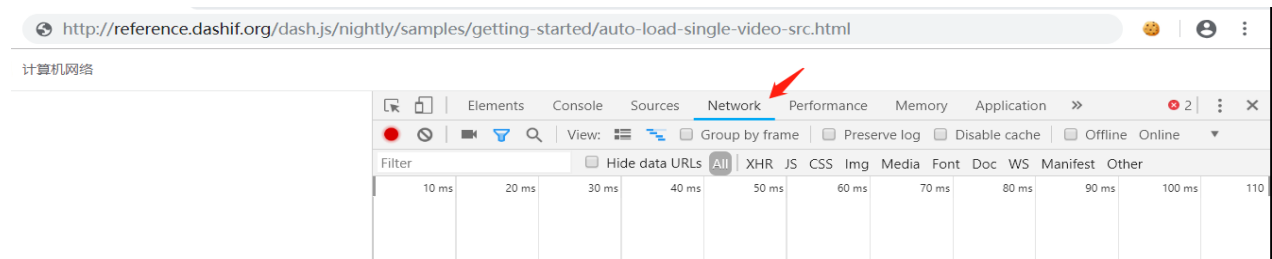 http://reference.dashif.org/dash.js/nightly/samples/getting-started/auto-load-single-video-src.html
计算机网络
Elements Console Sources Network Performance Memory Application » 2
View: Group by frame Preserve log Disable cache Offline Online
Filter Hide data URLs All XHR JS CSS Img Media Font Doc WS Manifest Other
10 ms 20 ms 30 ms 40 ms 50 ms 60 ms 70 ms 80 ms 90 ms 100 ms 110